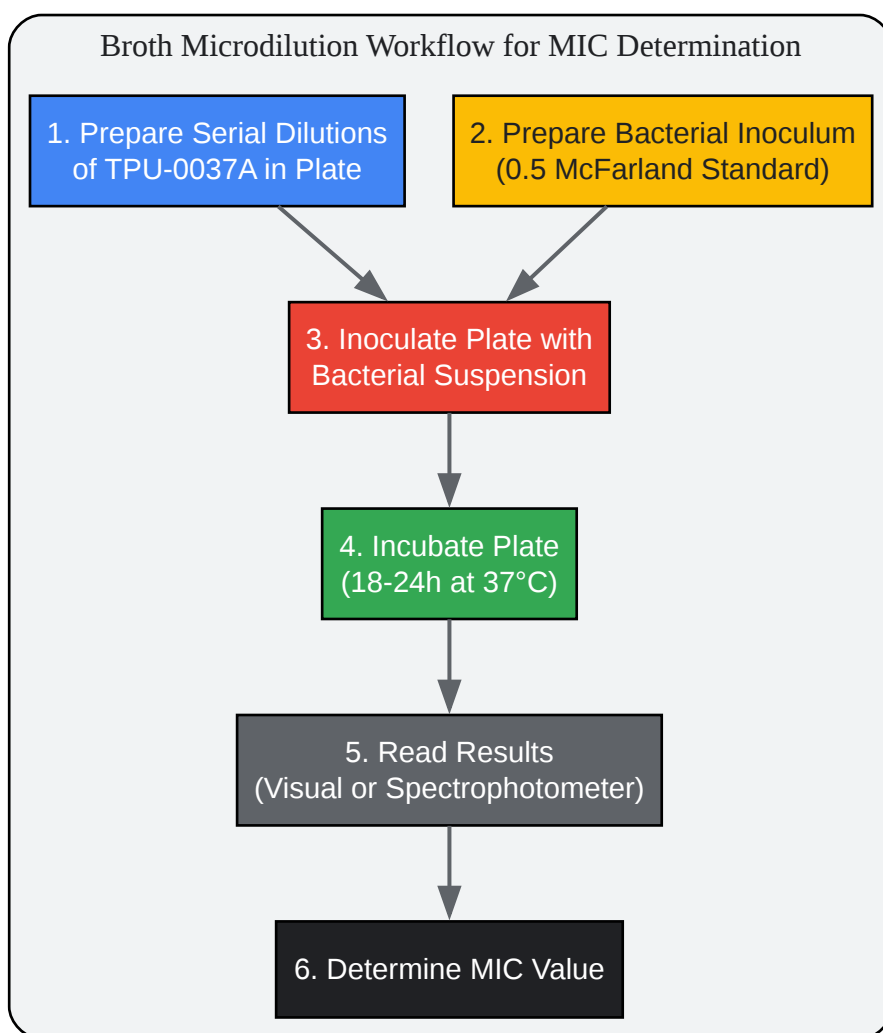 Broth Microdilution Workflow for MIC Determination
1. Prepare Serial Dilutions
of TPU-0037A in Plate
2. Prepare Bacterial Inoculum
(0.5 McFarland Standard)
3. Inoculate Plate with
Bacterial Suspension
4. Incubate Plate
(18-24h at 37°C)
5. Read Results
(Visual or Spectrophotometer)
6. Determine MIC Value